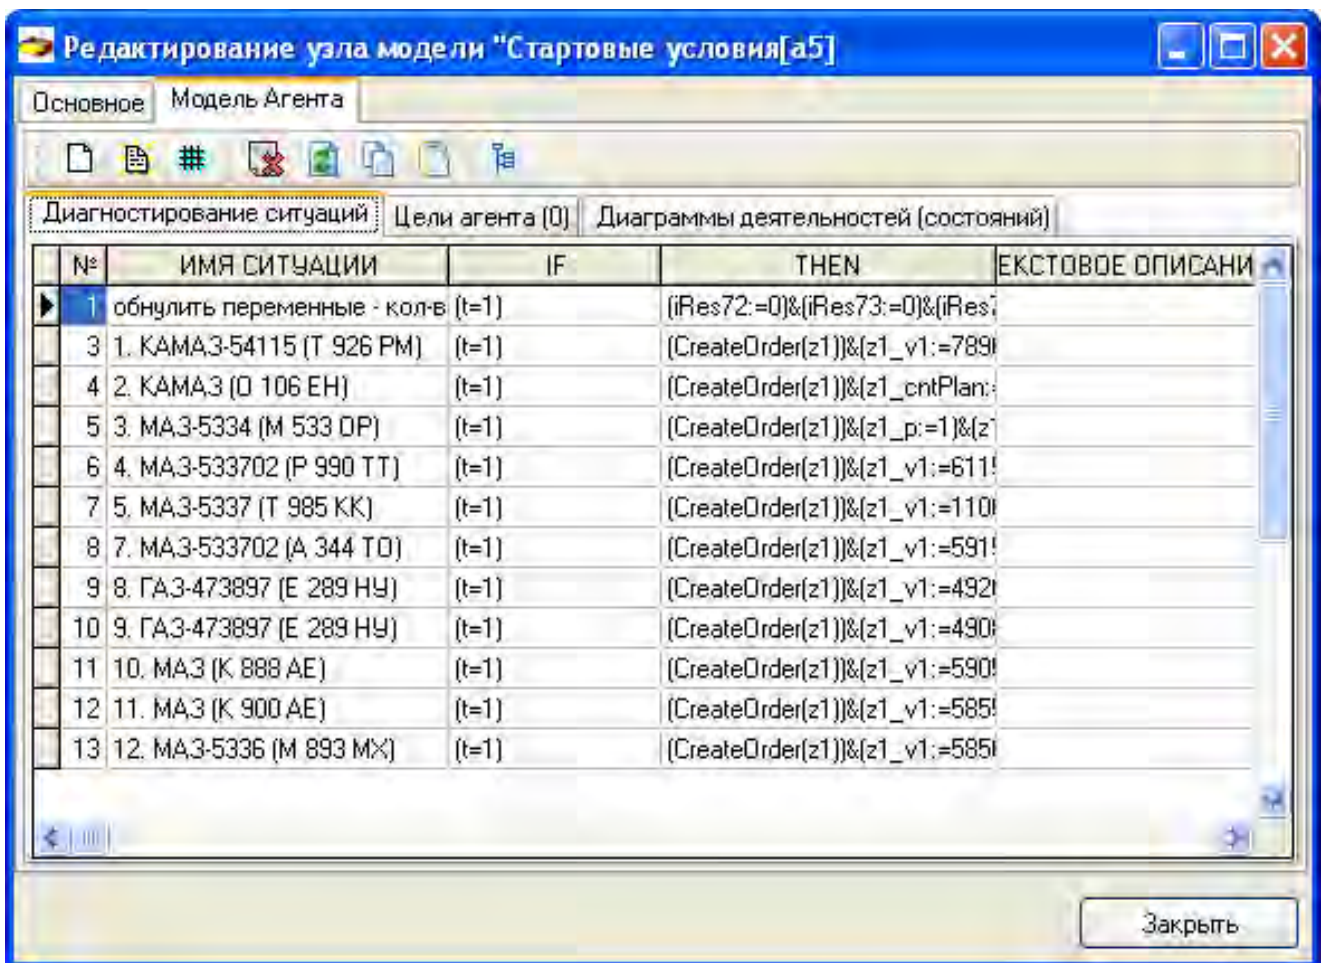 Редактирование узла модели "Стартовые условия[a5]
Основное Модель Агента
Диагностирование ситуаций Цели агента (0) Диаграммы деятельностей (состояний)
№ ИМЯ СИТУАЦИИ IF THEN ЕКСТОВОЕ ОПИСАНИ
1 обнулить переменные - кол-в (t=1) (iRes72:=0)&(iRes73:=0)&(iRes7
3 1. КАМАЗ-54115 (Т 926 РМ) (t=1) (CreateOrder(z1))&(z1_v1:=789
4 2. КАМАЗ (О 106 ЕН) (t=1) (CreateOrder(z1))&(z1_cntPlan:
5 3. МАЗ-5334 (М 533 ОР) (t=1) (CreateOrder(z1))&(z1_p:=1)&(z
6 4. МАЗ-533702 (Р 990 ТТ) (t=1) (CreateOrder(z1))&(z1_v1:=611
7 5. МАЗ-5337 (Т 985 КК) (t=1) (CreateOrder(z1))&(z1_v1:=110
8 7. МАЗ-533702 (А 344 ТО) (t=1) (CreateOrder(z1))&(z1_v1:=591
9 8. ГАЗ-473897 (Е 289 НУ) (t=1) (CreateOrder(z1))&(z1_v1:=492
10 9. ГАЗ-473897 (Е 289 НУ) (t=1) (CreateOrder(z1))&(z1_v1:=490
11 10. МАЗ (К 888 АЕ) (t=1) (CreateOrder(z1))&(z1_v1:=590
12 11. МАЗ (К 900 АЕ) (t=1) (CreateOrder(z1))&(z1_v1:=585
13 12. МАЗ-5336 (М 893 МХ) (t=1) (CreateOrder(z1))&(z1_v1:=585
Закрыть